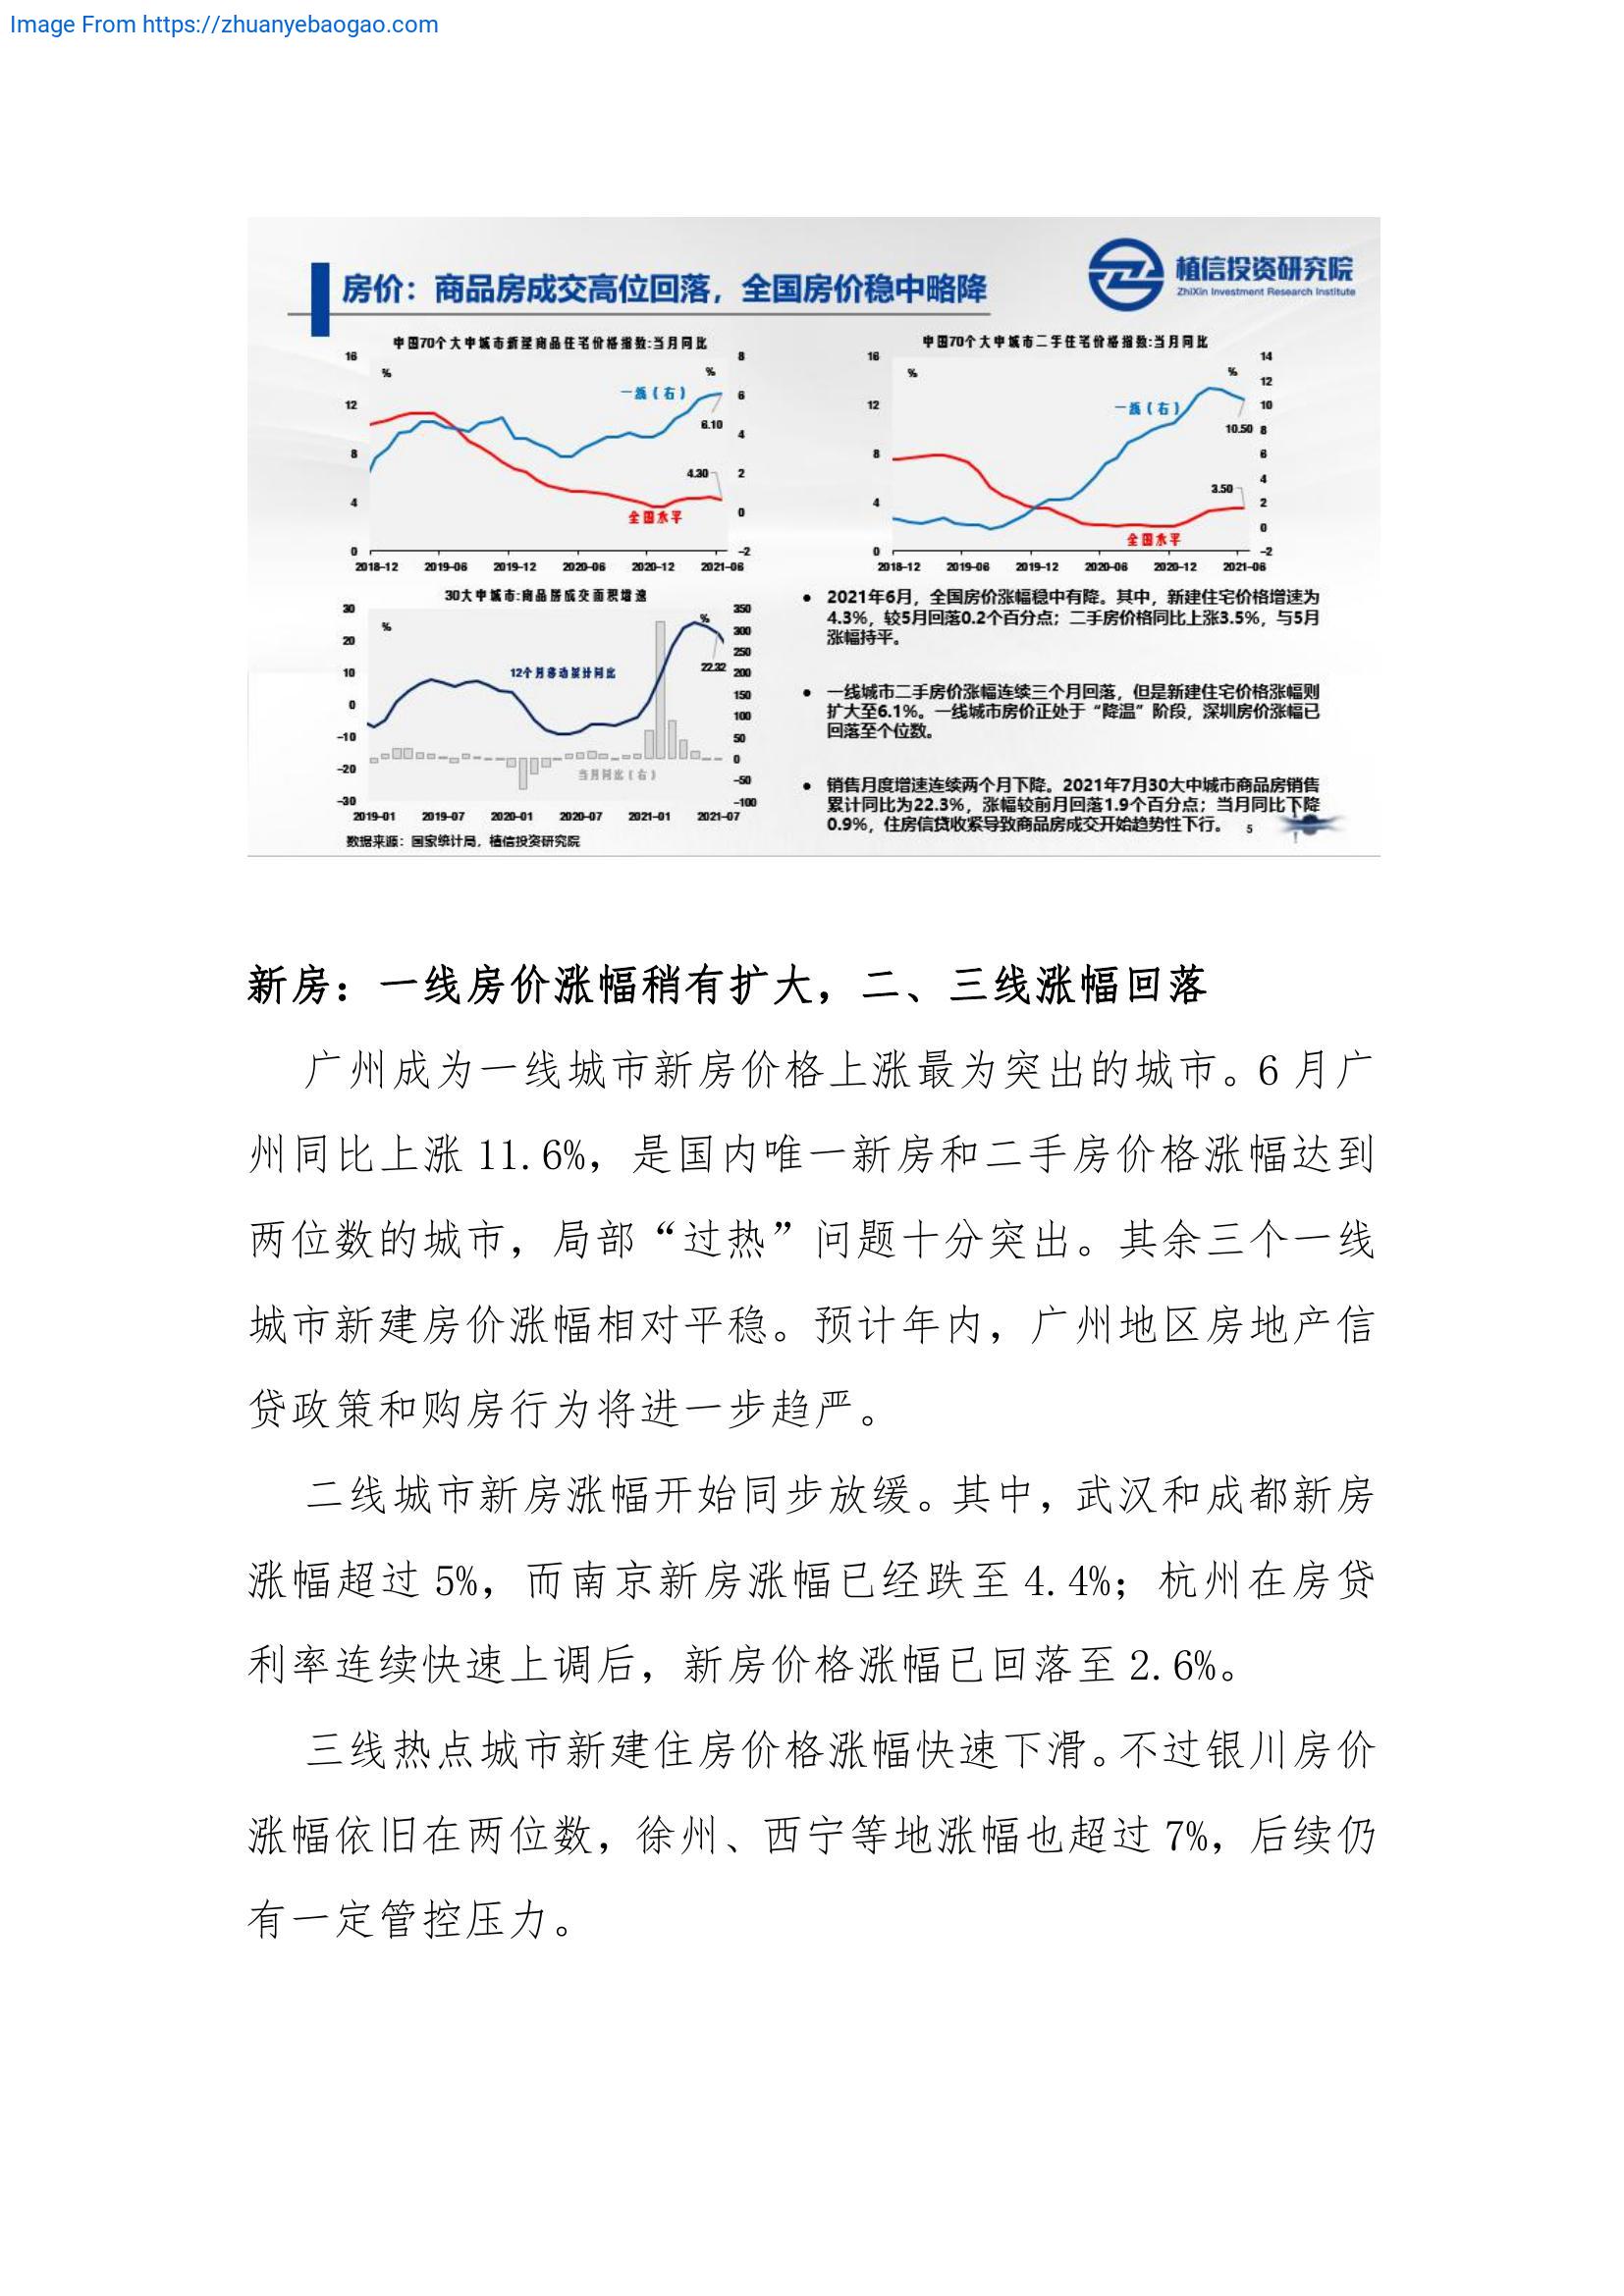 Image From https://zhuanyebaogao.com
房价：商品房成交高位回落，全国房价稳中略降
植信投资研究院
ZhiXin Investment Research Institute
中国70个大中城市新建商品住宅价格指数:当月同比
16
12
8
4
0
%
%
8
6
4
2
0
-2
一线（右）
6.10
4.30
全国水平
2018-12 2019-06 2019-12 2020-06 2020-12 2021-06
中国70个大中城市二手住宅价格指数:当月同比
16
12
8
4
0
%
%
14
12
10
8
6
4
2
0
-2
一线（右）
10.50
3.50
全国水平
2018-12 2019-06 2019-12 2020-06 2020-12 2021-06
30大中城市:商品房成交面积增速
30
20
10
0
-10
-20
-30
%
%
350
300
250
200
150
100
50
0
-50
-100
12个月移动累计同比
22.32
当月同比（右）
2019-01 2019-07 2020-01 2020-07 2021-01 2021-07
数据来源：国家统计局，植信投资研究院
• 2021年6月，全国房价涨幅稳中有降。其中，新建住宅价格增速为
4.3%，较5月回落0.2个百分点；二手房价格同比上涨3.5%，与5月
涨幅持平。
• 一线城市二手房价涨幅连续三个月回落，但是新建住宅价格涨幅则
扩大至6.1%。一线城市房价正处于“降温”阶段，深圳房价涨幅已
回落至个位数。
• 销售月度增速连续两个月下降。2021年7月30大中城市商品房销售
累计同比为22.3%，涨幅较前月回落1.9个百分点；当月同比下降
0.9%，住房信贷收紧导致商品房成交开始趋势性下行。
5
新房：一线房价涨幅稍有扩大，二、三线涨幅回落
广州成为一线城市新房价格上涨最为突出的城市。6 月广
州同比上涨 11.6%，是国内唯一新房和二手房价格涨幅达到
两位数的城市，局部“过热”问题十分突出。其余三个一线
城市新建房价涨幅相对平稳。预计年内，广州地区房地产信
贷政策和购房行为将进一步趋严。
二线城市新房涨幅开始同步放缓。其中，武汉和成都新房
涨幅超过 5%，而南京新房涨幅已经跌至 4.4%；杭州在房贷
利率连续快速上调后，新房价格涨幅已回落至 2.6%。
三线热点城市新建住房价格涨幅快速下滑。不过银川房价
涨幅依旧在两位数，徐州、西宁等地涨幅也超过 7%，后续仍
有一定管控压力。